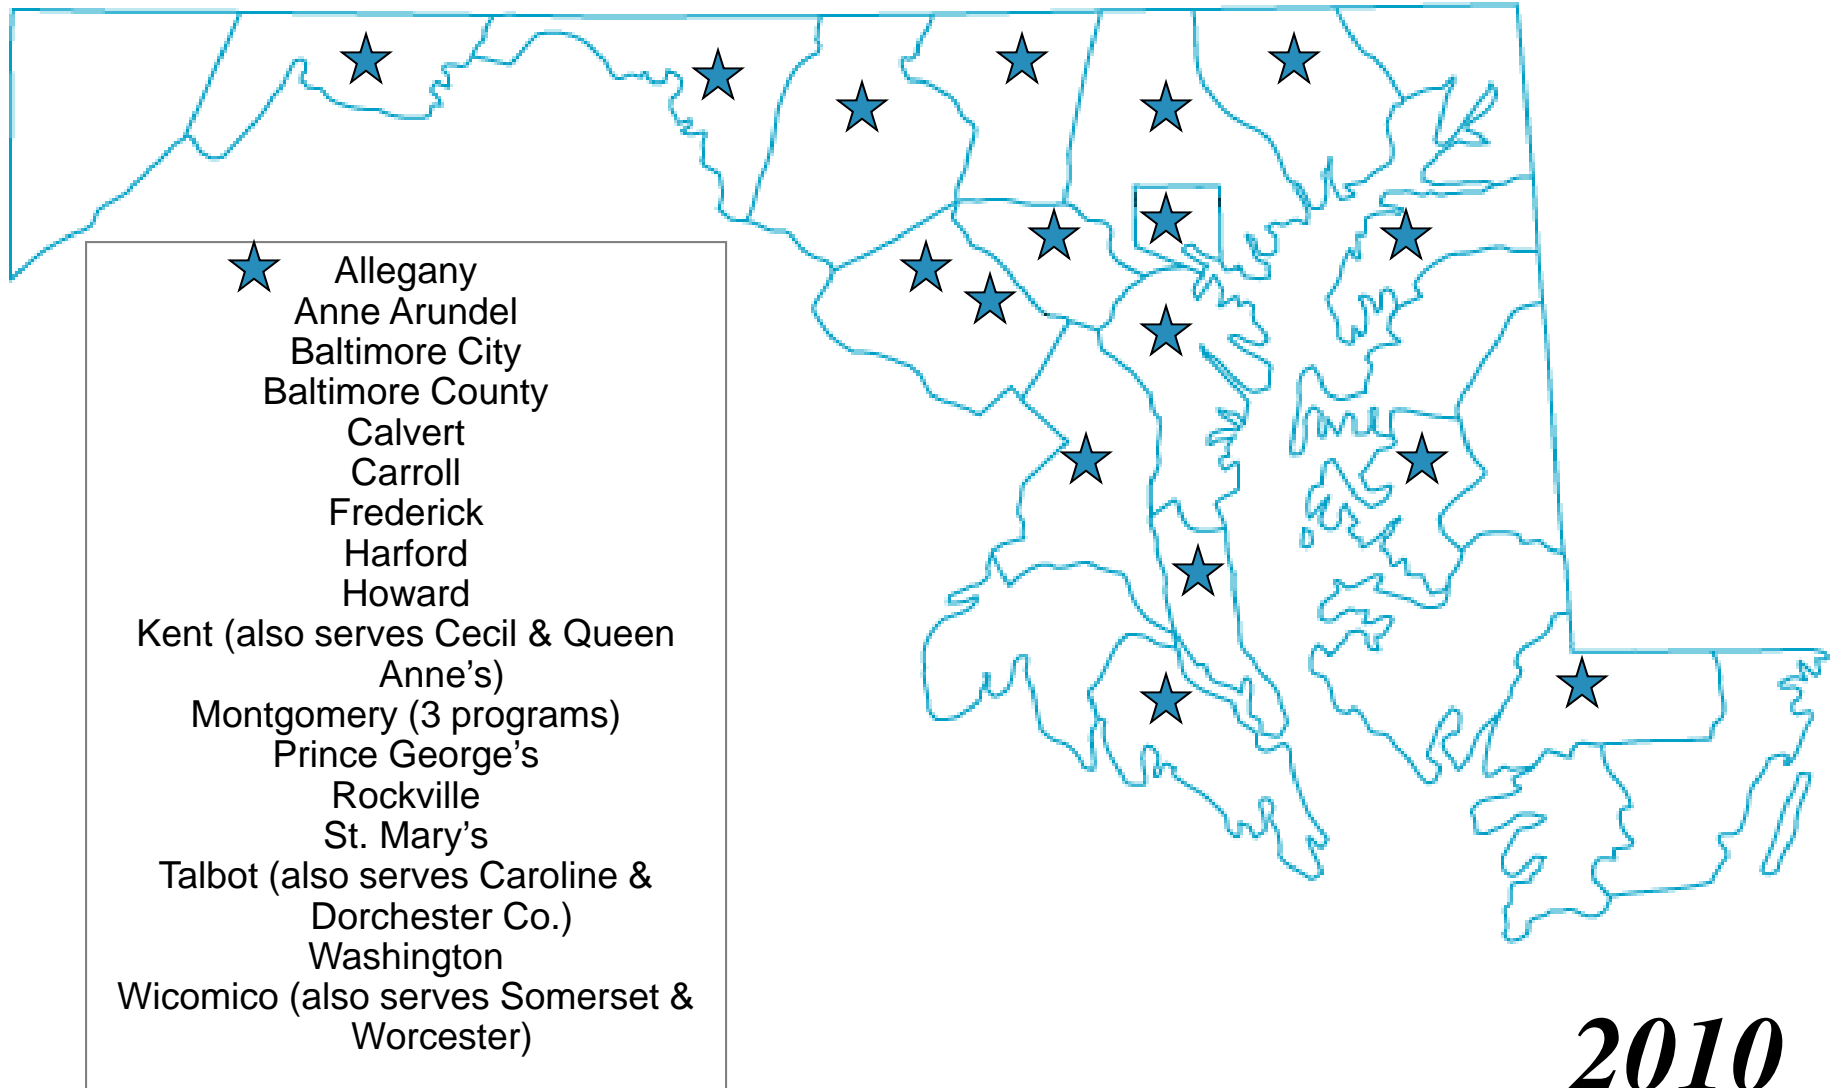 Allegany
Anne Arundel
Baltimore City
Baltimore County
Calvert
Carroll
Frederick
Harford
Howard
Kent (also serves Cecil & Queen
Anne’s)
Montgomery (3 programs)
Prince George’s
Rockville
St. Mary’s
Talbot (also serves Caroline &
Dorchester Co.)
Washington
Wicomico (also serves Somerset &
Worcester)
2010